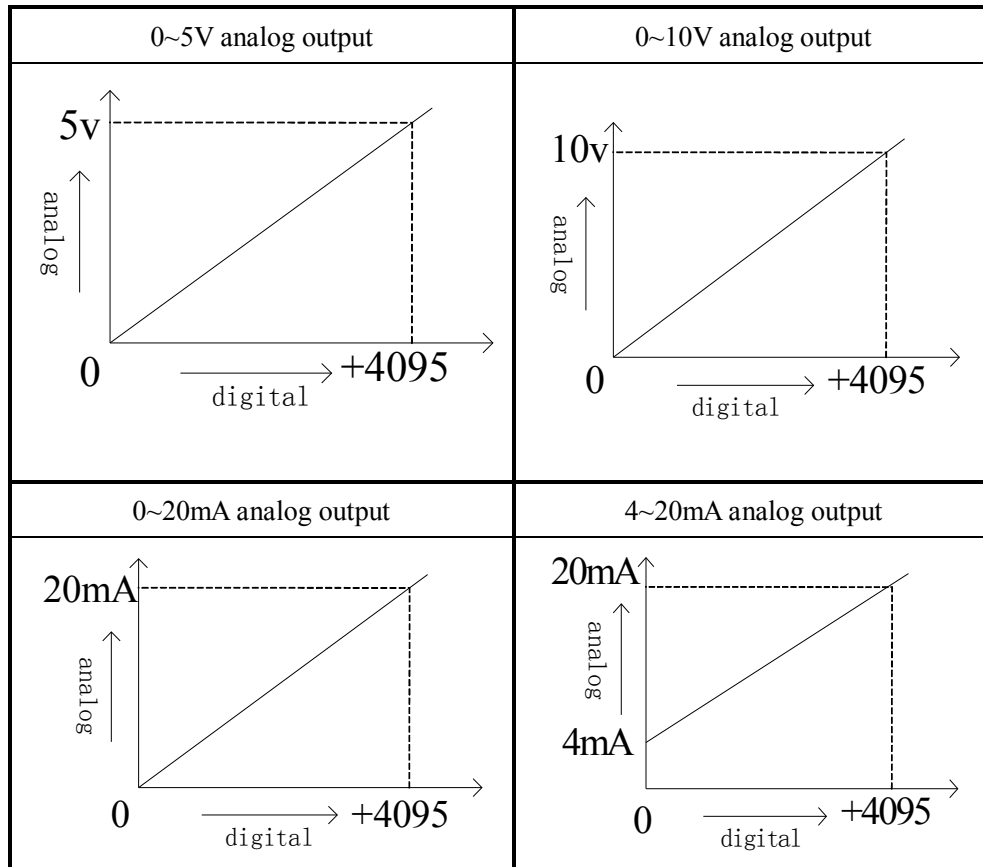 0~5V analog output
0~10V analog output
5v
analog
0
+4095
digital
10v
analog
0
+4095
digital
0~20mA analog output
4~20mA analog output
20mA
analog
0
+4095
digital
20mA
analog
4mA
0
+4095
digital